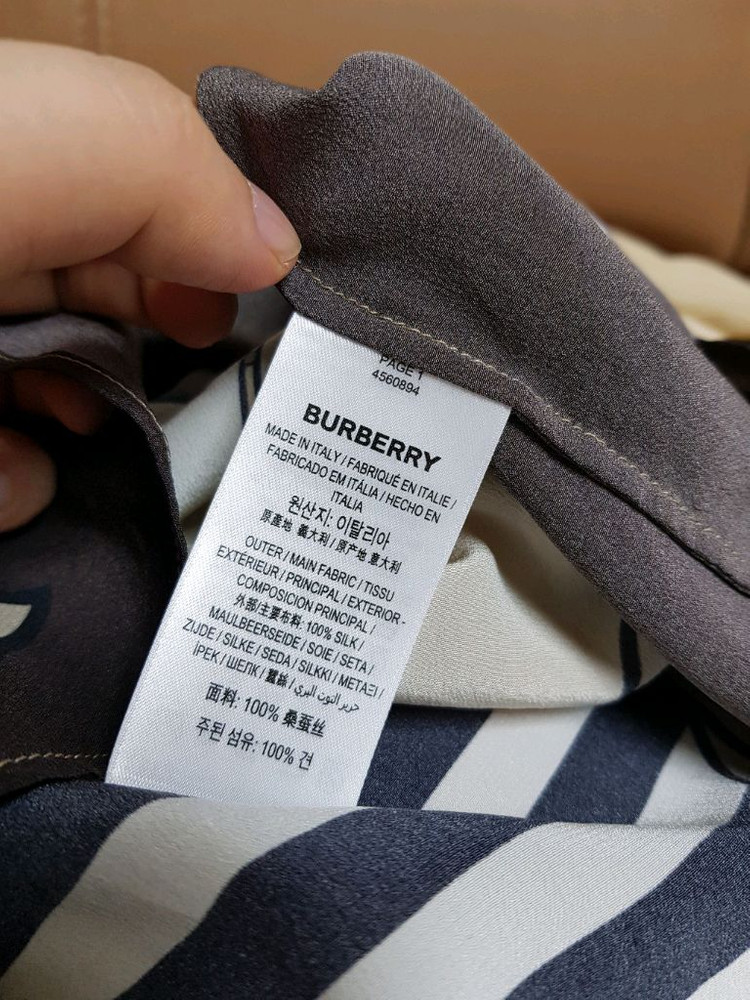 PAGE 1
4560894
BURBERRY
MADE IN ITALY / FABRIQUÉ EN ITALIE /
FABRICADO EM ITÁLIA / HECHO EN
ITALIA
원산지: 이탈리아
原產地 義大利 / 原产地 意大利
OUTER / MAIN FABRIC / TISSU
EXTÉRIEUR / PRINCIPAL / EXTERIOR -
COMPOSICION PRINCIPAL /
外部/主要布料: 100% SILK /
MAULBEERSEIDE / SOIE / SETA /
ZIJDE / SILKE / SEDA / SILKKI / ΜΕΤΑΞΙ /
İPEK / ШЕЛК / 蠶絲 / حرير التوت البري /
面料: 100% 桑蚕丝
주된 섬유: 100% 견